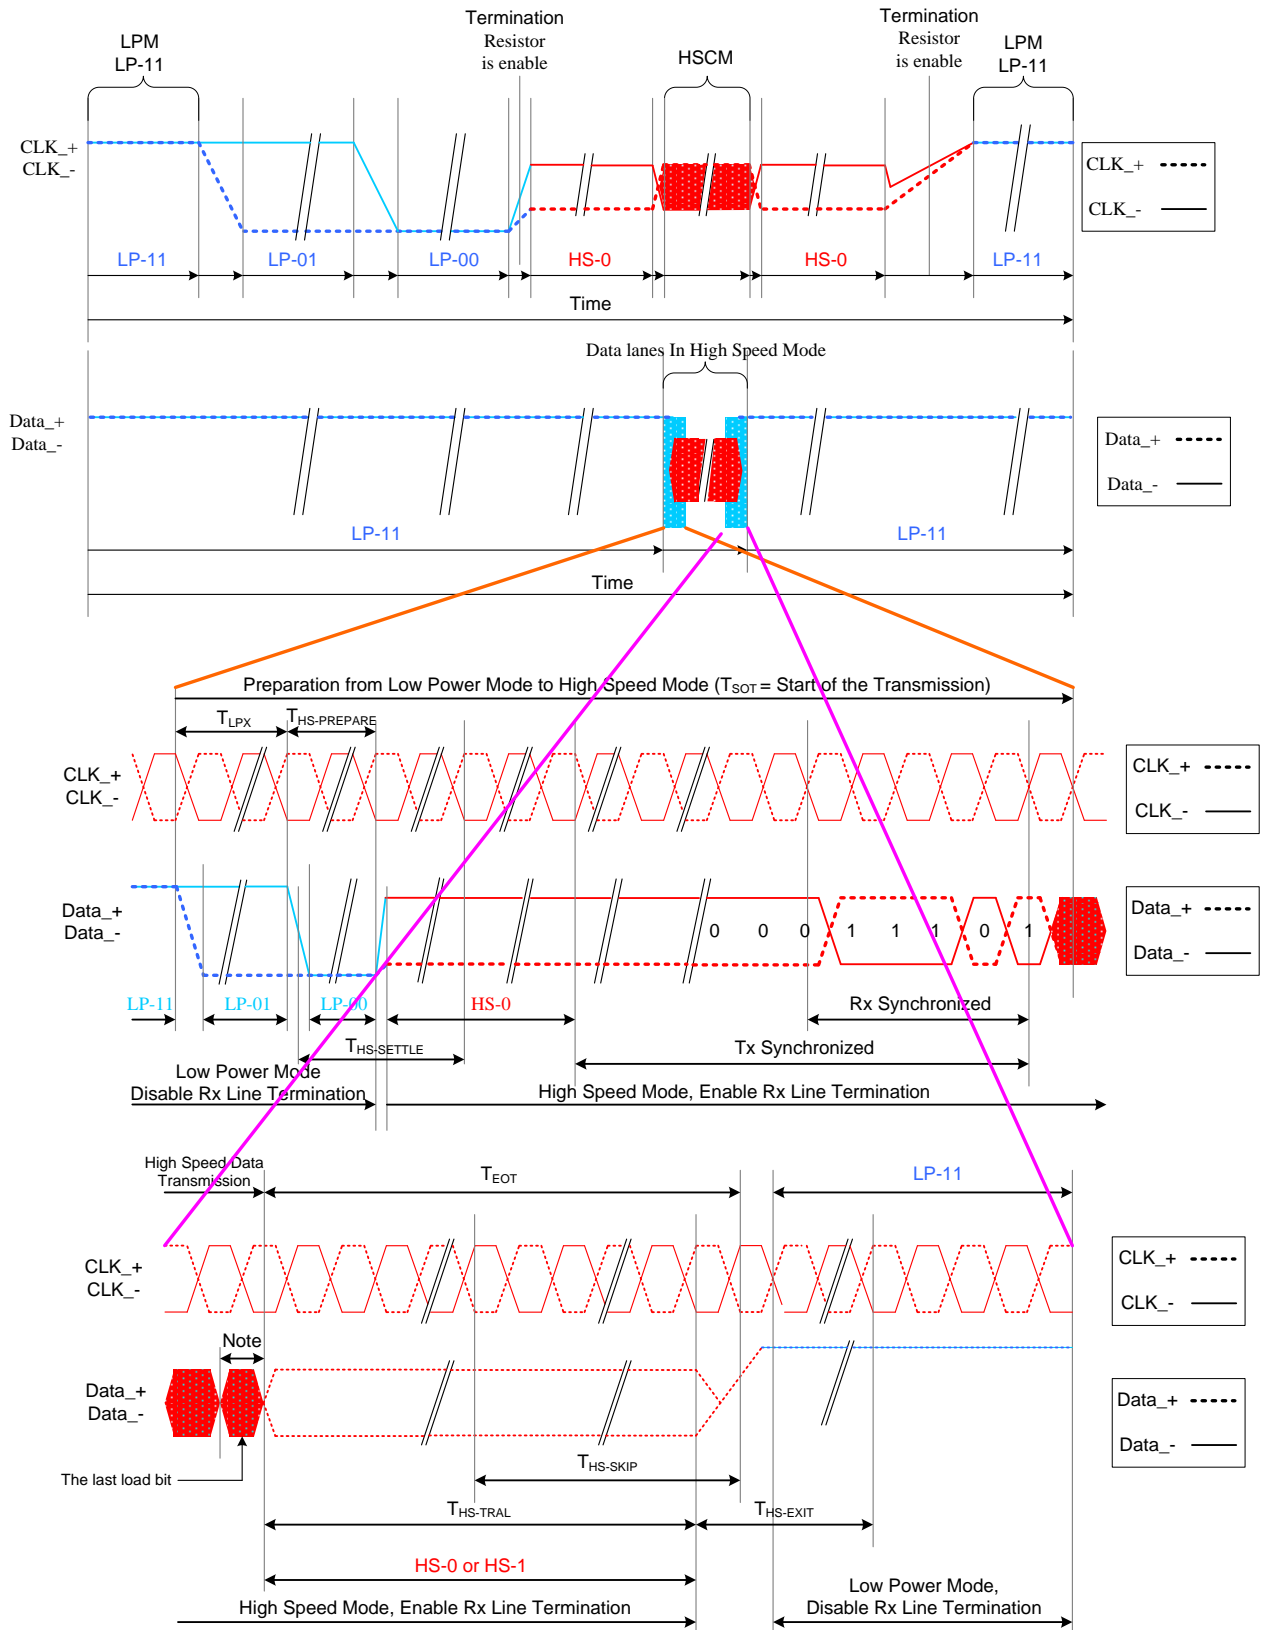 Termination
Resistor
is enable
Termination
Resistor
is enable
LPM
LP-11
HSCM
LPM
LP-11
CLK_+
CLK_-
CLK_+
CLK_-
LP-11
LP-01
LP-00
HS-0
HS-0
LP-11
Time
Data lanes In High Speed Mode
Data_+
Data_-
Data_+
Data_-
LP-11
LP-11
Time
Preparation from Low Power Mode to High Speed Mode (TSOT = Start of the Transmission)
TLPX
THS-PREPARE
CLK_+
CLK_-
CLK_+
CLK_-
Data_+
Data_-
0 0 0 1 1 1 0 1
Data_+
Data_-
LP-11
LP-01
LP-00
HS-0
Rx Synchronized
THS-SETTLE
Tx Synchronized
Low Power Mode
Disable Rx Line Termination
High Speed Mode, Enable Rx Line Termination
High Speed Data
Transmission
TEOT
LP-11
CLK_+
CLK_-
CLK_+
CLK_-
Note
Data_+
Data_-
Data_+
Data_-
The last load bit
THS-SKIP
THS-TRAL
THS-EXIT
HS-0 or HS-1
High Speed Mode, Enable Rx Line Termination
Low Power Mode,
Disable Rx Line Termination